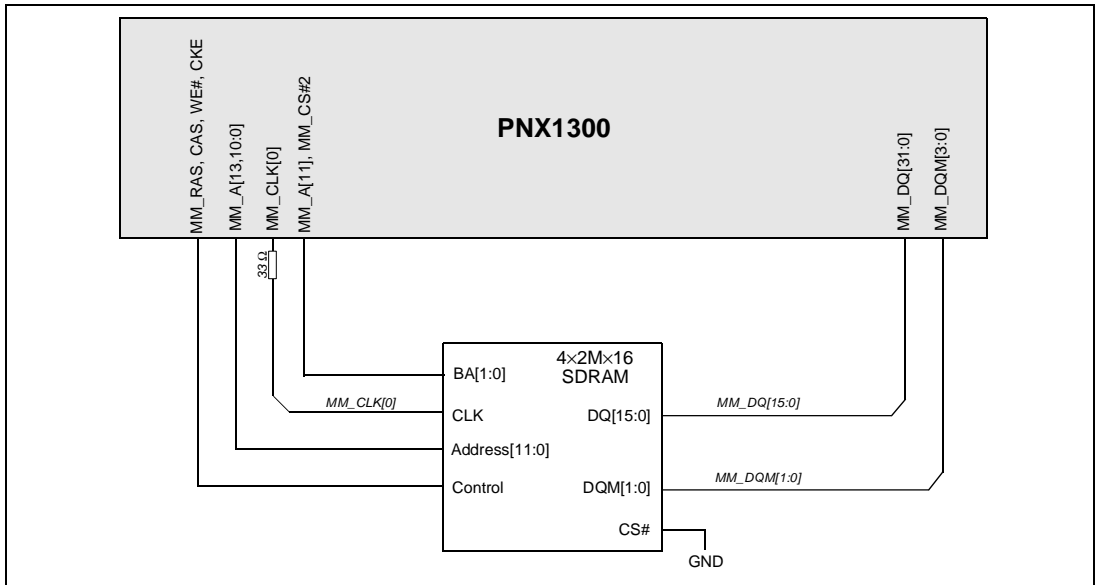 MM_RAS, CAS, WE#, CKE
MM_A[13,10:0]
MM_CLK[0]
MM_A[11], MM_CS#2
PNX1300
MM_DQ[31:0]
MM_DQM[3:0]
33 Ω
4×2M×16
SDRAM
BA[1:0]
MM_CLK[0]
CLK
DQ[15:0]
MM_DQ[15:0]
Address[11:0]
Control
DQM[1:0]
MM_DQM[1:0]
CS#
GND